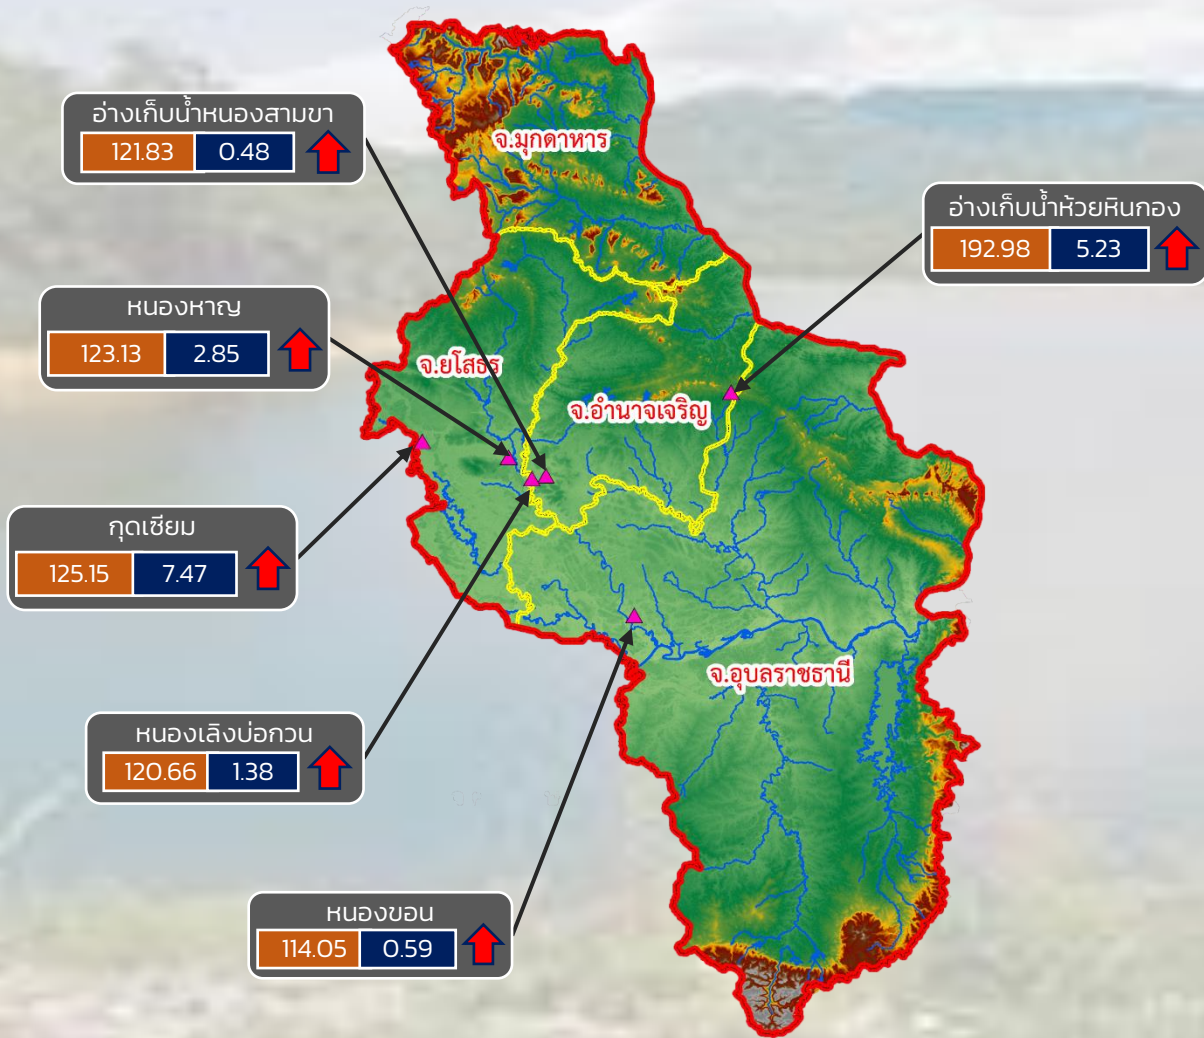 อ่างเก็บน้ำหนองสามขา
121.83 0.48
จ.มุกดาหาร
อ่างเก็บน้ำห้วยหินกอง
192.98 5.23
หนองหาญ
123.13 2.85
จ.ยโสธร
จ.อำนาจเจริญ
กุดเซียม
125.15 7.47
จ.อุบลราชธานี
หนองเลิงบ่อกวน
120.66 1.38
หนองขอน
114.05 0.59